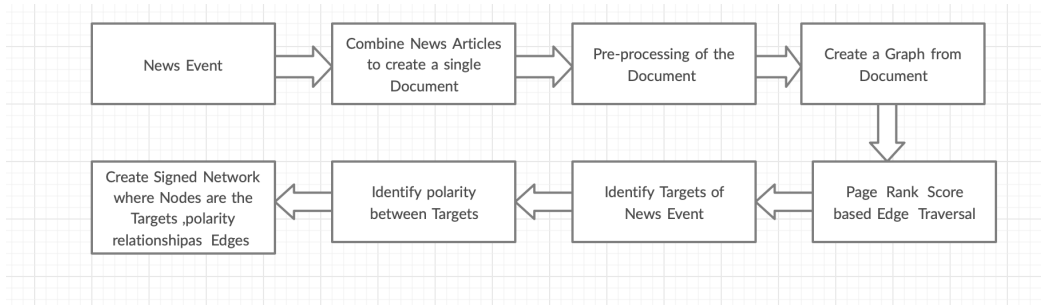 News Event
Combine News Articles
to create a single
Document
Pre-processing of the
Document
Create a Graph from
Document
Page Rank Score
based Edge Traversal
Identify Targets of
News Event
Identify polarity
between Targets
Create Signed Network
where Nodes are the
Targets ,polarity
relationshipas Edges